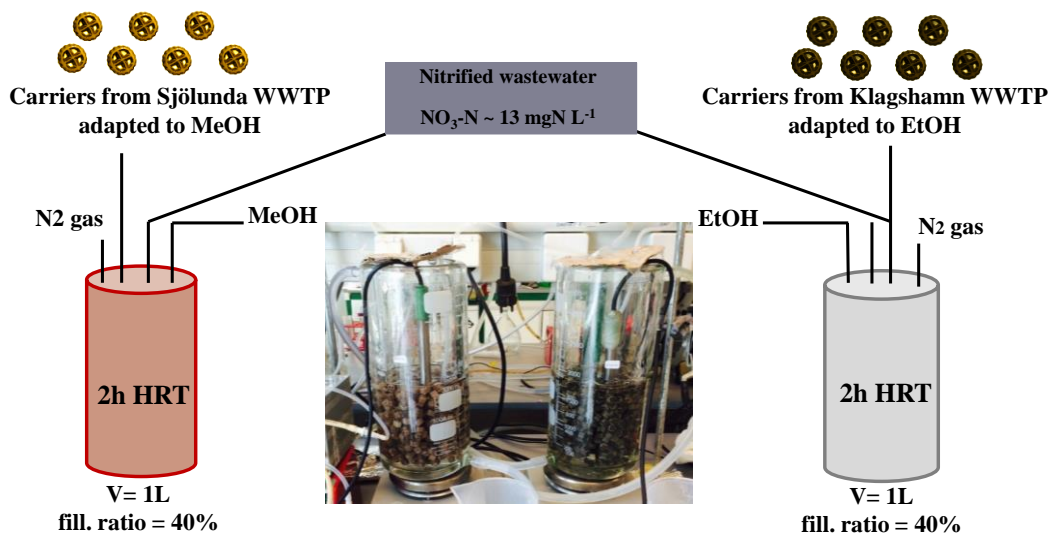 Carriers from Sjölunda WWTP
adapted to MeOH
Nitrified wastewater
NO₃-N ~ 13 mgN L⁻¹
Carriers from Klagshamn WWTP
adapted to EtOH
N2 gas
MeOH
EtOH
N2 gas
2h HRT
2h HRT
V= 1L
fill. ratio = 40%
V= 1L
fill. ratio = 40%